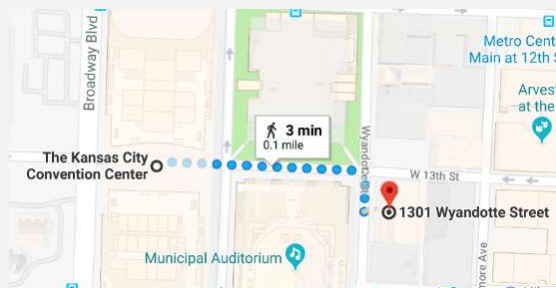 Broadway Blvd
Metro Cent
Main at 12th S
Arvest
at the
3 min
0.1 mile
Wyandotte St
The Kansas City
Convention Center
W 13th St
1301 Wyandotte Street
Municipal Auditorium
more Ave